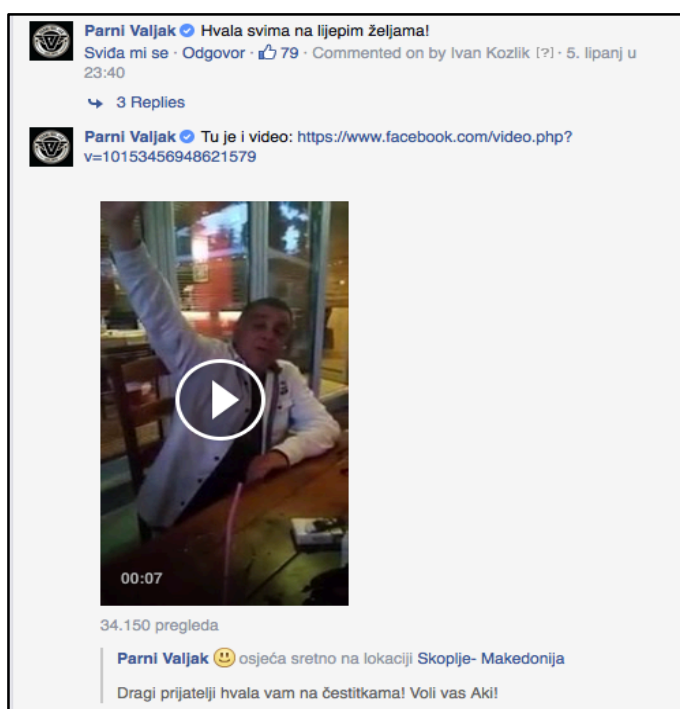 Parni Valjak Hvala svima na lijepim željama!
Sviđa mi se · Odgovor · 79 · Commented on by Ivan Kozlik [?] · 5. lipanj u
23:40
3 Replies
Parni Valjak Tu je i video: https://www.facebook.com/video.php?
v=10153456948621579
00:07
34.150 pregleda
Parni Valjak osjeća sretno na lokaciji Skoplje- Makedonija
Dragi prijatelji hvala vam na čestitkama! Voli vas Aki!